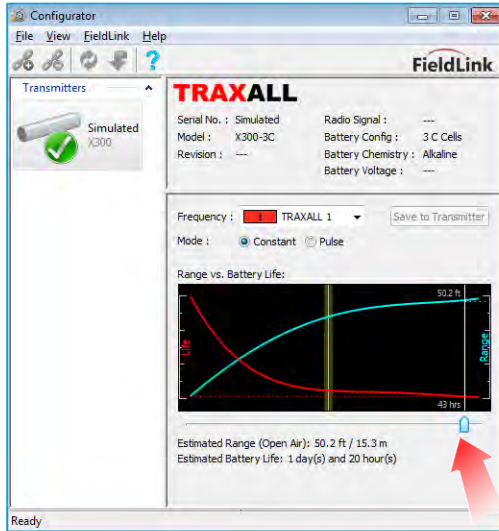 Configurator
File View FieldLink Help
?
FieldLink
Transmitters
Simulated
X300
TRAXALL
Serial No. : Simulated Radio Signal : ---
Model : X300-3C Battery Config : 3 C Cells
Revision : --- Battery Chemistry : Alkaline
Battery Voltage : ---
Frequency : 1 TRAXALL 1 Save to Transmitter
Mode : Constant Pulse
Range vs. Battery Life:
50.2 ft
Life
Range
43 hrs
Estimated Range (Open Air): 50.2 ft / 15.3 m
Estimated Battery Life: 1 day(s) and 20 hour(s)
Ready